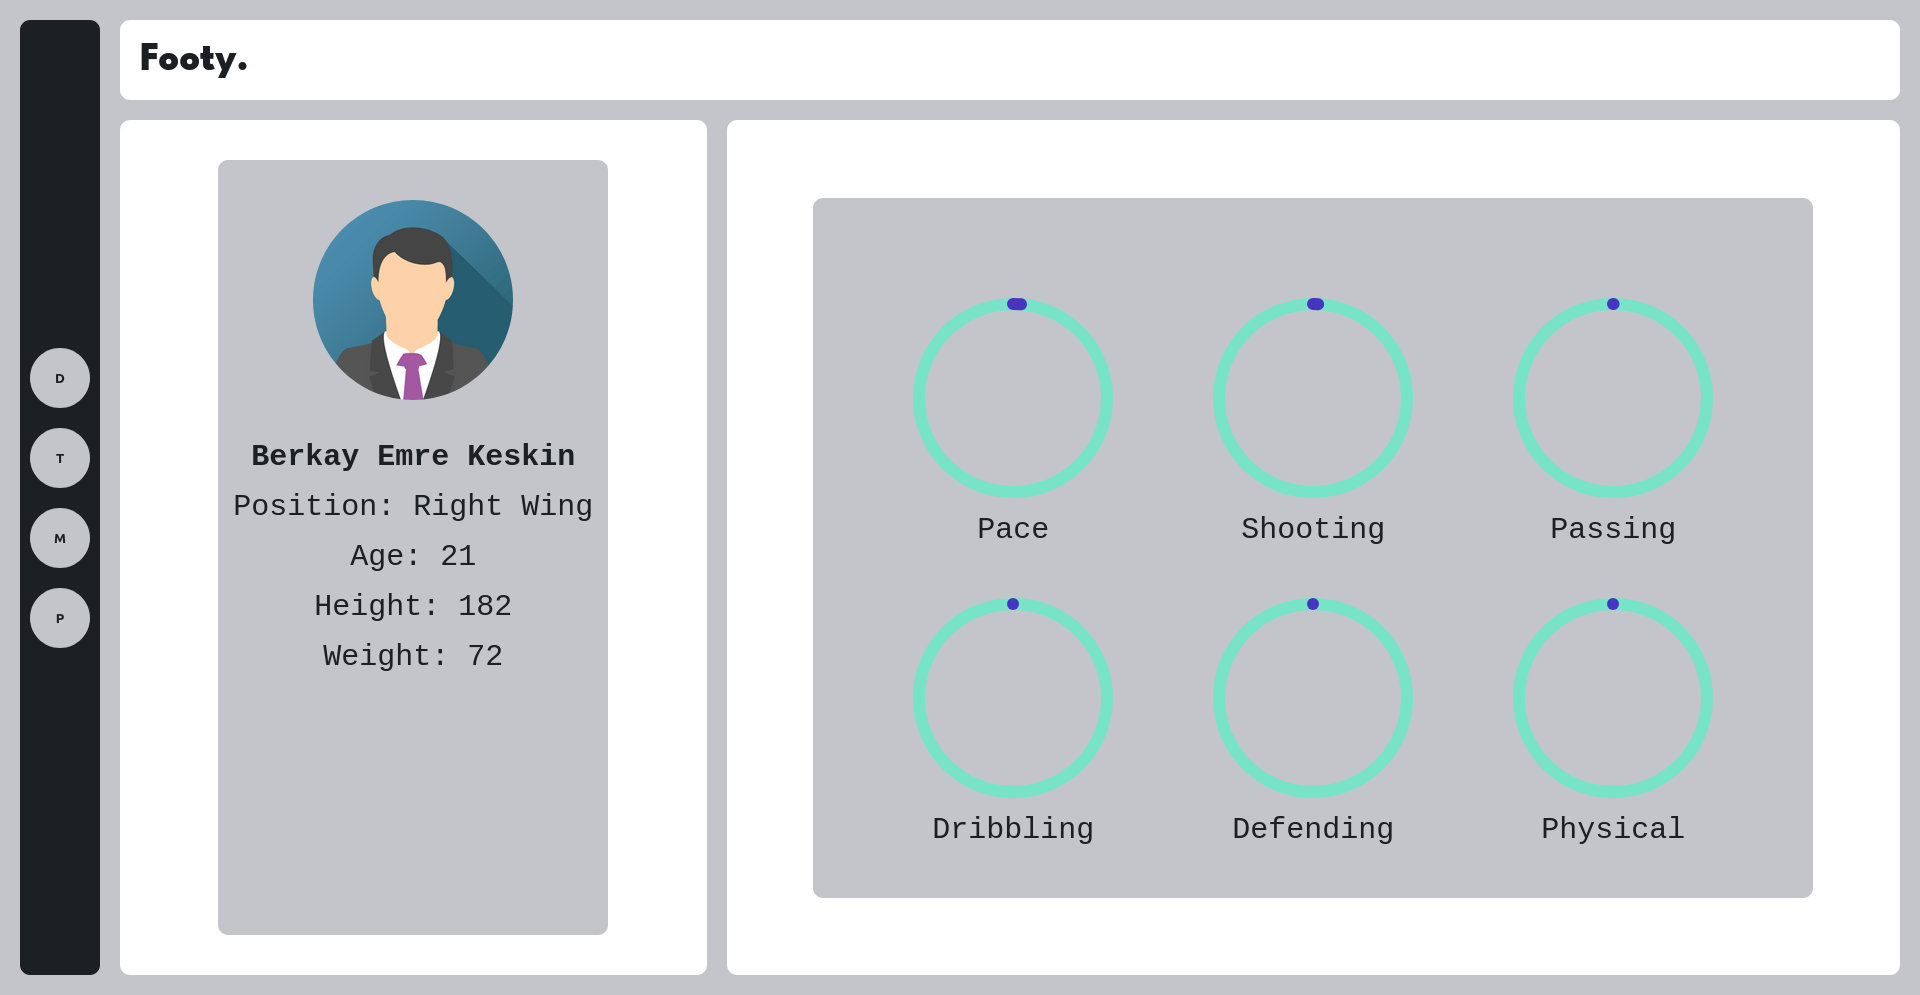 Footy.
D
T
M
P
Berkay Emre Keskin
Position: Right Wing
Age: 21
Height: 182
Weight: 72
Pace
Shooting
Passing
Dribbling
Defending
Physical